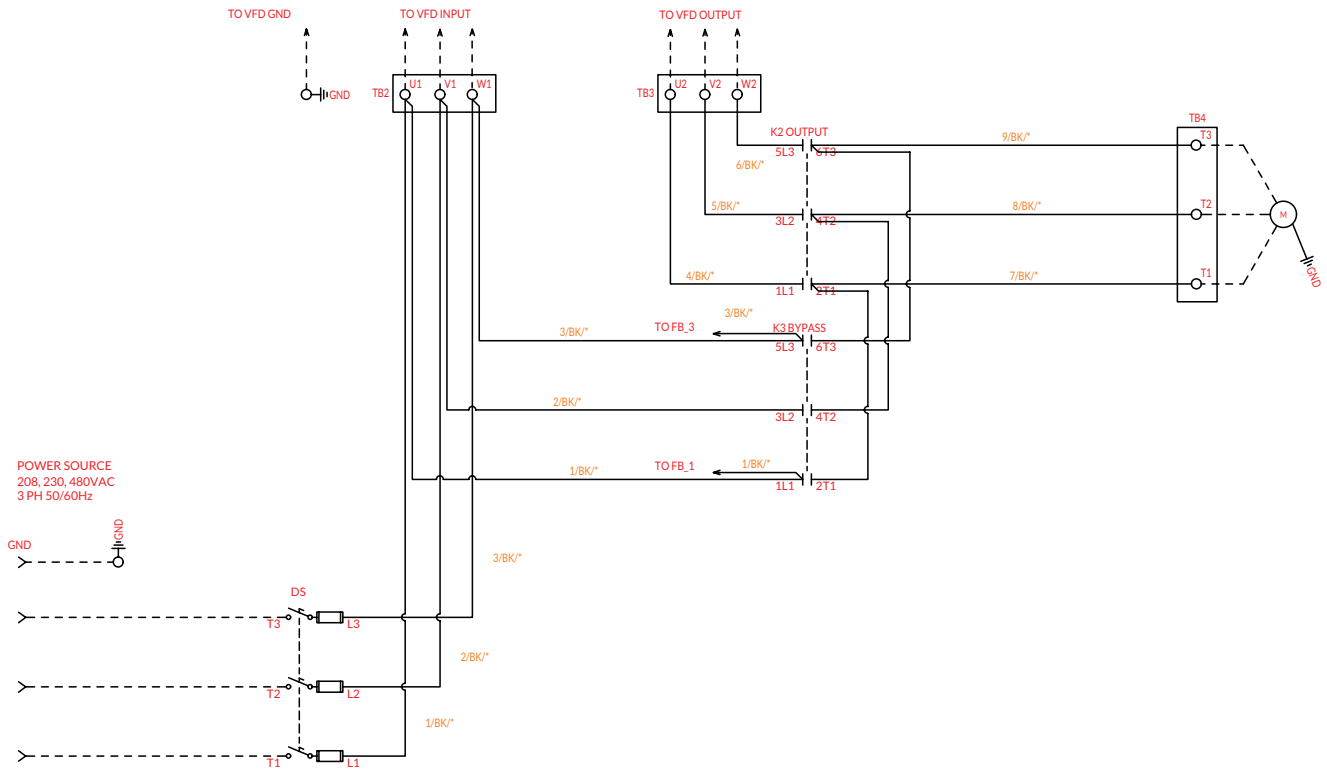 TO VFD GND
TO VFD INPUT
TO VFD OUTPUT
U1
V1
W1
U2
V2
W2
TB2
GND
TB3
TB4
K2 OUTPUT
9/BK/*
T3
5L3
6T3
6/BK/*
5/BK/*
8/BK/*
T2
3L2
4T2
M
4/BK/*
7/BK/*
T1
GND
1L1
2T1
3/BK/*
3/BK/*
TO FB_3
K3 BYPASS
5L3
6T3
2/BK/*
3L2
4T2
POWER SOURCE
208, 230, 480VAC
3 PH 50/60Hz
1/BK/*
TO FB_1
1/BK/*
1L1
2T1
GND
GND
3/BK/*
DS
T3
L3
2/BK/*
T2
L2
1/BK/*
T1
L1